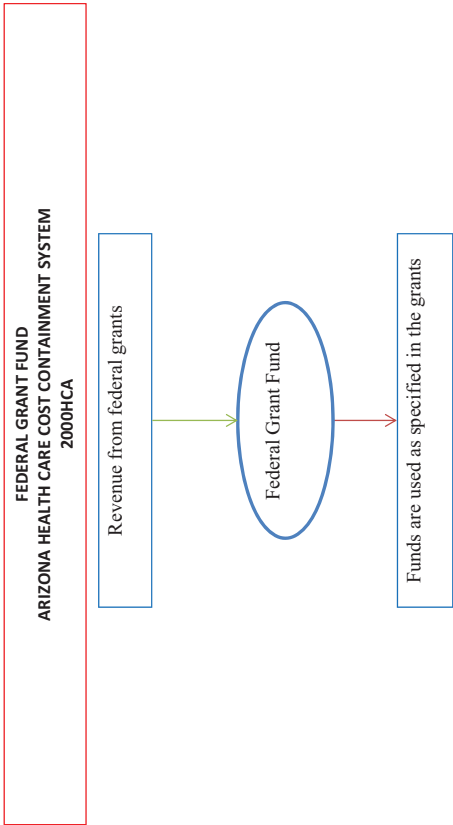 FEDERAL GRANT FUND
ARIZONA HEALTH CARE COST CONTAINMENT SYSTEM
2000HCA
Revenue from federal grants
Federal Grant Fund
Funds are used as specified in the grants